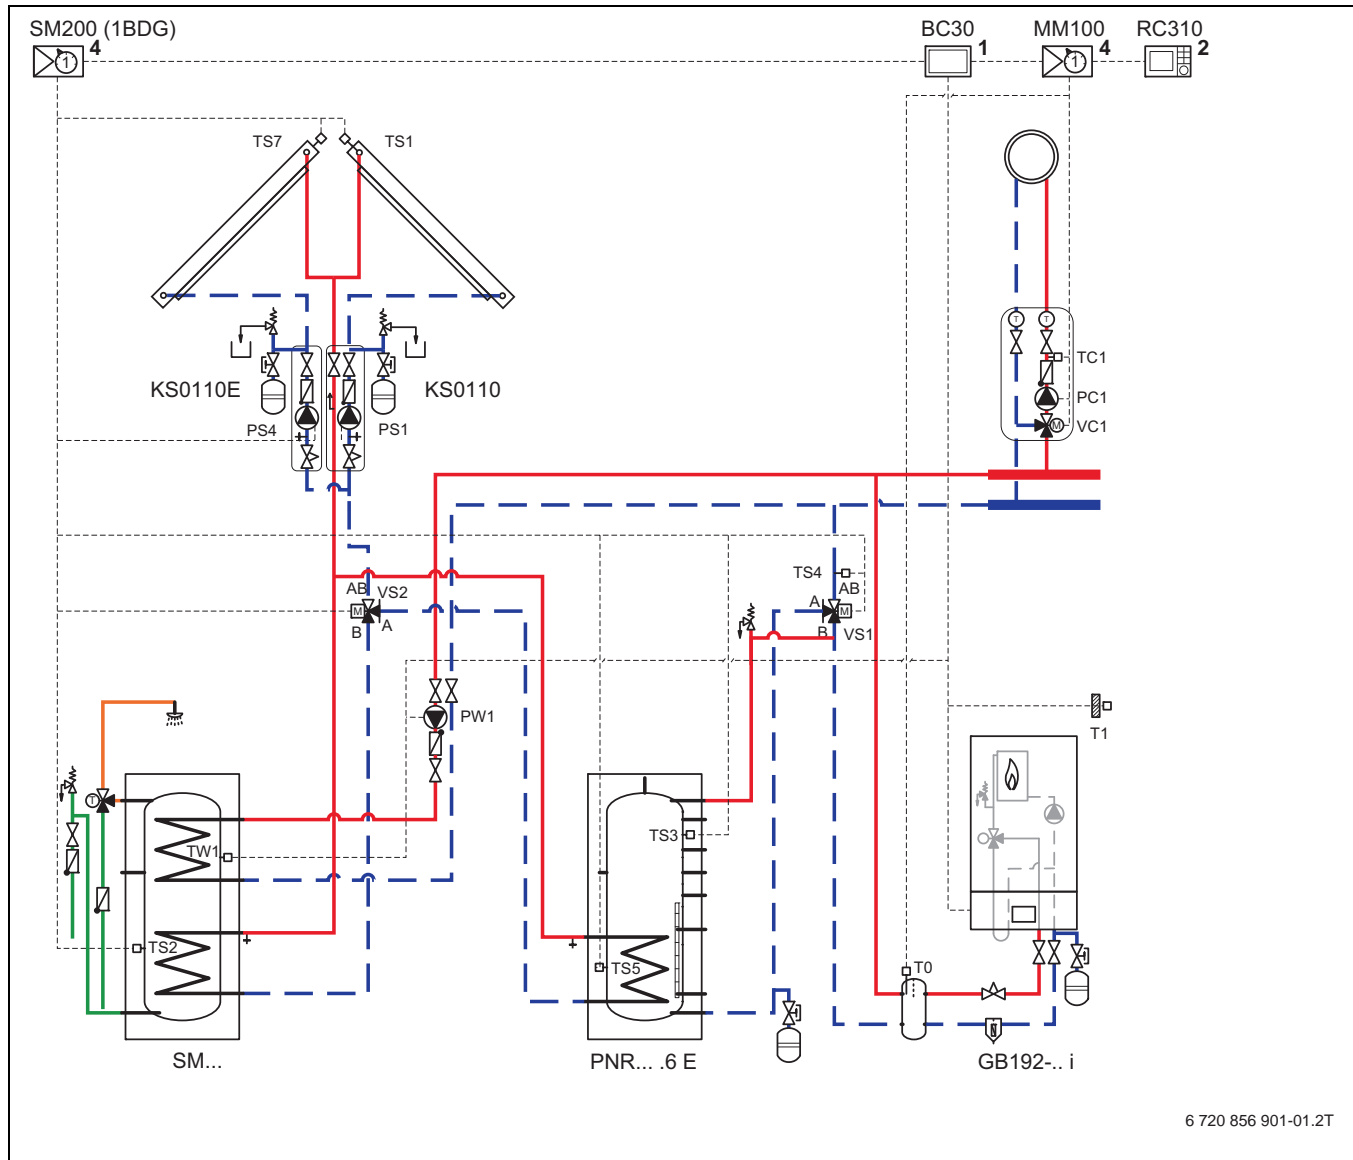 SM200 (1BDG)
4
BC30
1
MM100
4
RC310
2
1
1
TS7
TS1
T
T
TC1
KS0110E
KS0110
PS4
PS1
PC1
M
VC1
TS4
AB
VS2
AB
A
M
M
B
A
B
VS1
PW1
T1
T
TW1
TS3
TS2
TS5
T0
SM...
PNR... .6 E
GB192-.. i
6 720 856 901-01.2T